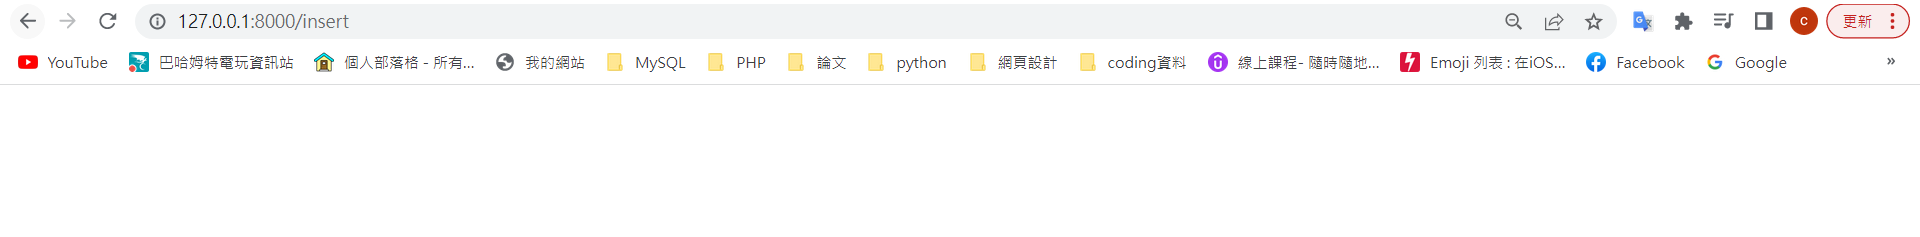 127.0.0.1:8000/insert C 更新
YouTube 巴哈姆特電玩資訊站 個人部落格 - 所有... 我的網站 MySQL PHP 論文 python 網頁設計 coding資料 線上課程- 隨時隨地... Emoji 列表 : 在iOS... Facebook Google »